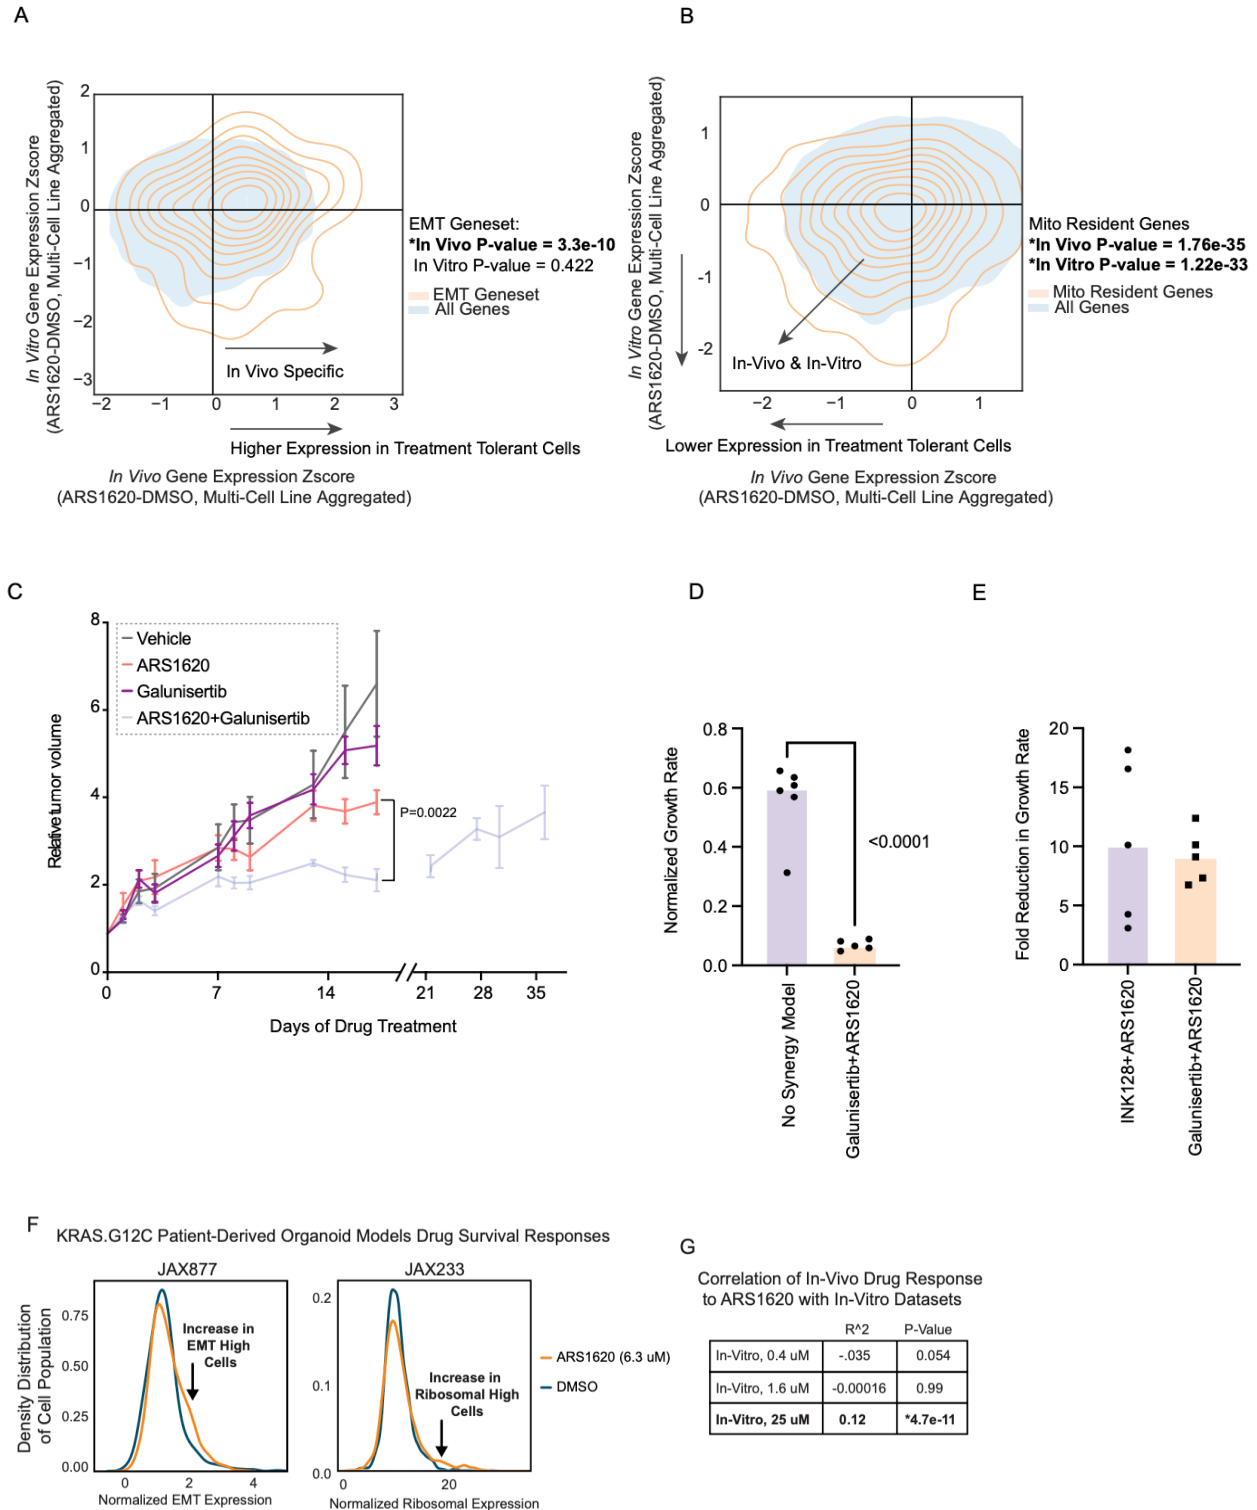 A
B
In Vitro Gene Expression Zscore
(ARS1620-DMSO, Multi-Cell Line Aggregated)
2
1
0
−1
−2
−3
−2
−1
0
1
2
3
In Vivo Specific
EMT Geneset:
*In Vivo P-value = 3.3e-10
In Vitro P-value = 0.422
EMT Geneset
All Genes
Higher Expression in Treatment Tolerant Cells
In Vivo Gene Expression Zscore
(ARS1620-DMSO, Multi-Cell Line Aggregated)
In Vitro Gene Expression Zscore
(ARS1620-DMSO, Multi-Cell Line Aggregated)
1
0
-1
-2
−2
−1
0
1
In-Vivo & In-Vitro
Mito Resident Genes
*In Vivo P-value = 1.76e-35
*In Vitro P-value = 1.22e-33
Mito Resident Genes
All Genes
Lower Expression in Treatment Tolerant Cells
In Vivo Gene Expression Zscore
(ARS1620-DMSO, Multi-Cell Line Aggregated)
C
Relative tumor volume
8
6
4
2
0
Vehicle
ARS1620
Galunisertib
ARS1620+Galunisertib
P=0.0022
0
7
14
21
28
35
Days of Drug Treatment
D
Normalized Growth Rate
0.8
0.6
0.4
0.2
0.0
<0.0001
No Synergy Model
Galunisertib+ARS1620
E
Fold Reduction in Growth Rate
20
15
10
5
0
INK128+ARS1620
Galunisertib+ARS1620
F
KRAS.G12C Patient-Derived Organoid Models Drug Survival Responses
JAX877
Density Distribution
of Cell Population
0.75
0.50
0.25
0.00
Increase in
EMT High
Cells
0
2
4
Normalized EMT Expression
JAX233
0.2
0.1
0.0
Increase in
Ribosomal High
Cells
0
20
Normalized Ribosomal Expression
ARS1620 (6.3 uM)
DMSO
G
Correlation of In-Vivo Drug Response
to ARS1620 with In-Vitro Datasets
R^2 P-Value
In-Vitro, 0.4 uM -.035 0.054
In-Vitro, 1.6 uM -0.00016 0.99
In-Vitro, 25 uM 0.12 *4.7e-11